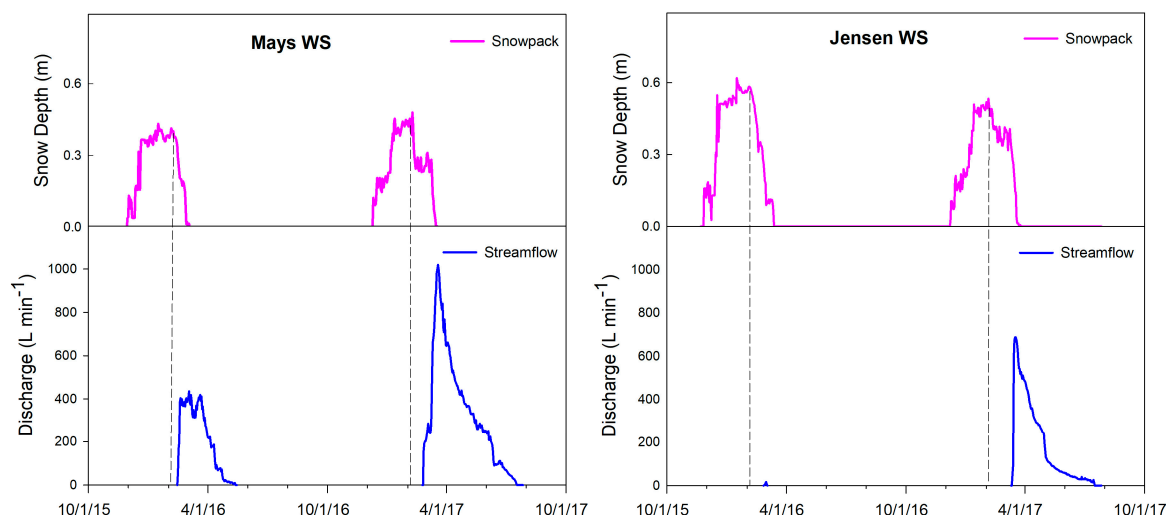 Mays WS
Snowpack
Snow Depth (m)
0.6
0.3
0.0
Streamflow
Discharge (L min⁻¹)
1000
800
600
400
200
0
10/1/15 4/1/16 10/1/16 4/1/17 10/1/17
Jensen WS
Snowpack
Snow Depth (m)
0.6
0.3
0.0
Streamflow
Discharge (L min⁻¹)
1000
800
600
400
200
0
10/1/15 4/1/16 10/1/16 4/1/17 10/1/17